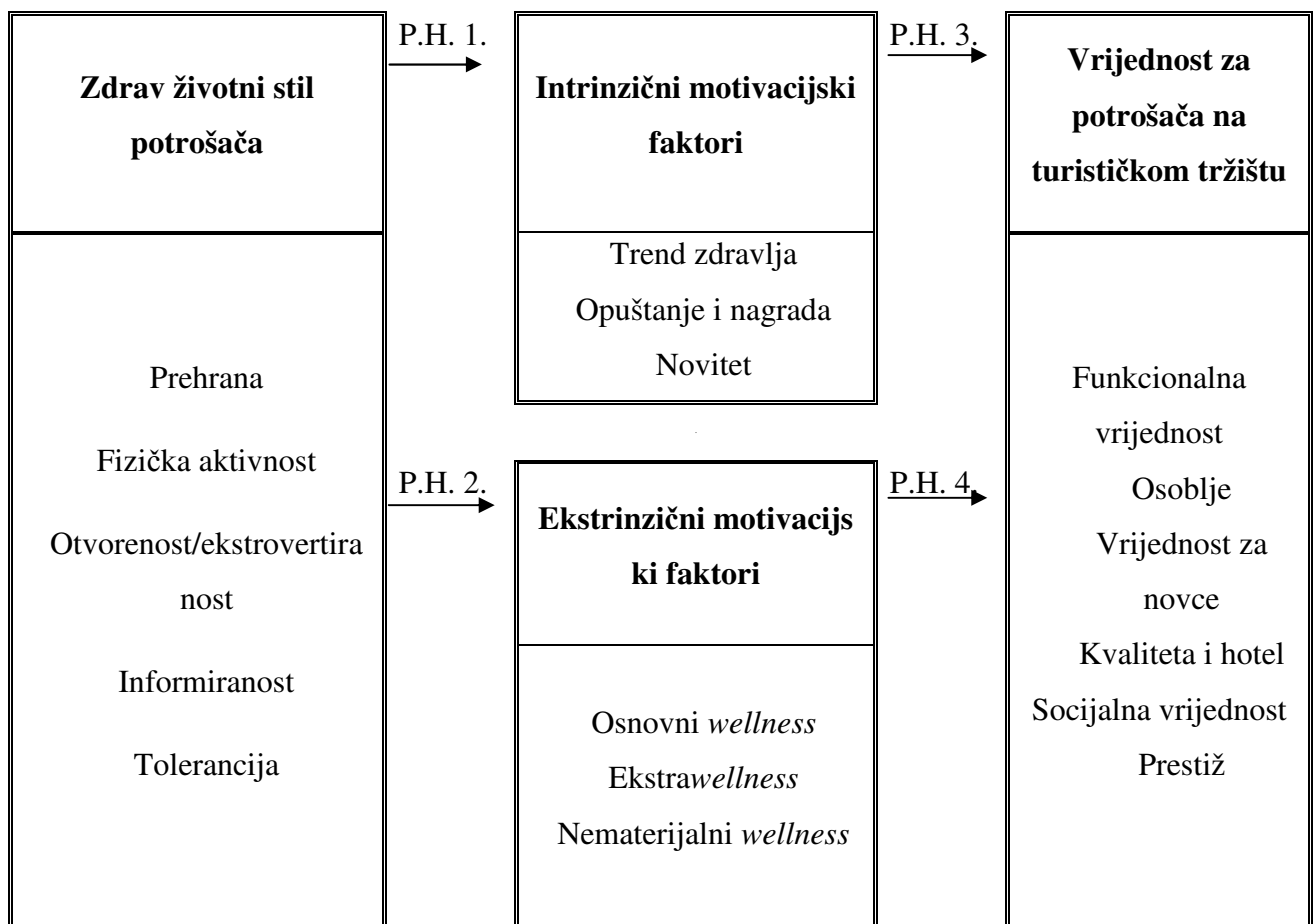 Zdrav životni stil
potrošača
Prehrana
Fizička aktivnost
Otvorenost/ekstrovertira
nost
Informiranost
Tolerancija
P.H. 1.
P.H. 2.
Intrinzični motivacijski
faktori
Trend zdravlja
Opuštanje i nagrada
Novitet
Ekstrinzični motivacijs
ki faktori
Osnovni wellness
Ekstrawellness
Nematerijalni wellness
P.H. 3.
P.H. 4.
Vrijednost za
potrošača na
turističkom tržištu
Funkcionalna
vrijednost
Osoblje
Vrijednost za
novce
Kvaliteta i hotel
Socijalna vrijednost
Prestiž